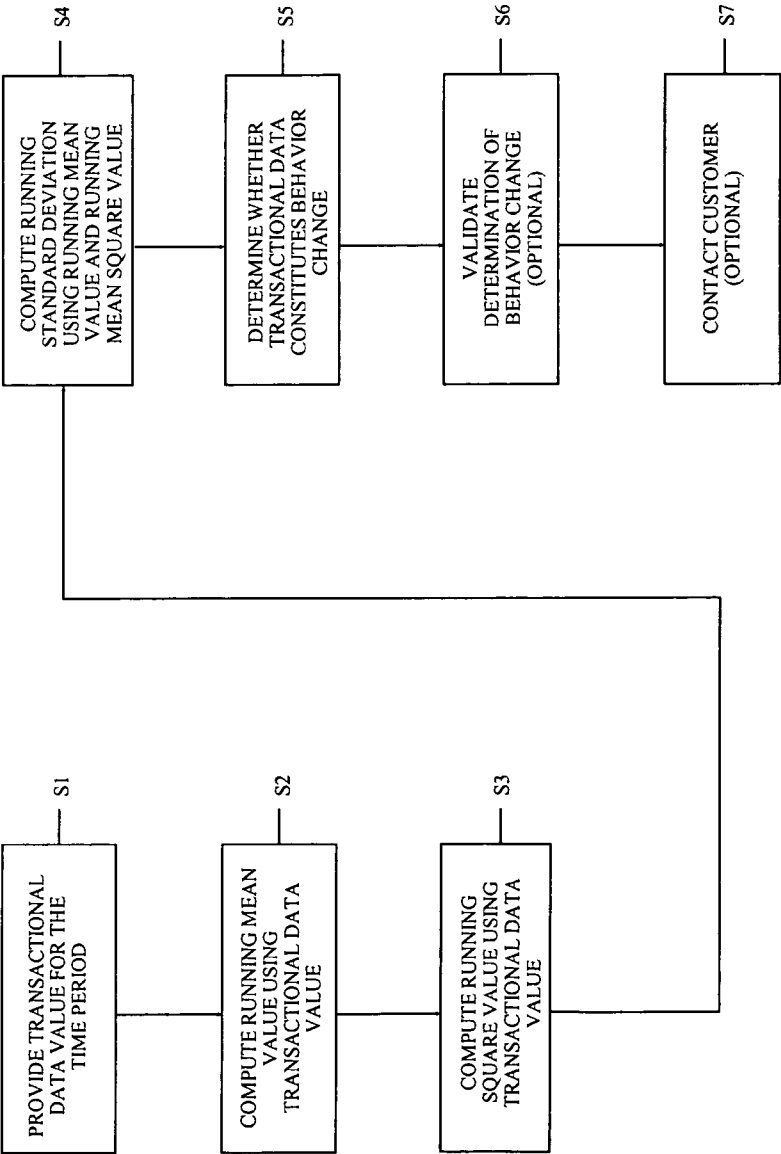 PROVIDE TRANSACTIONAL
DATA VALUE FOR THE
TIME PERIOD
S1
COMPUTE RUNNING MEAN
VALUE USING
TRANSACTIONAL DATA
VALUE
S2
COMPUTE RUNNING
SQUARE VALUE USING
TRANSACTIONAL DATA
VALUE
S3
COMPUTE RUNNING
STANDARD DEVIATION
USING RUNNING MEAN
VALUE AND RUNNING
MEAN SQUARE VALUE
S4
DETERMINE WHETHER
TRANSACTIONAL DATA
CONSTITUTES BEHAVIOR
CHANGE
S5
VALIDATE
DETERMINATION OF
BEHAVIOR CHANGE
(OPTIONAL)
S6
CONTACT CUSTOMER
(OPTIONAL)
S7